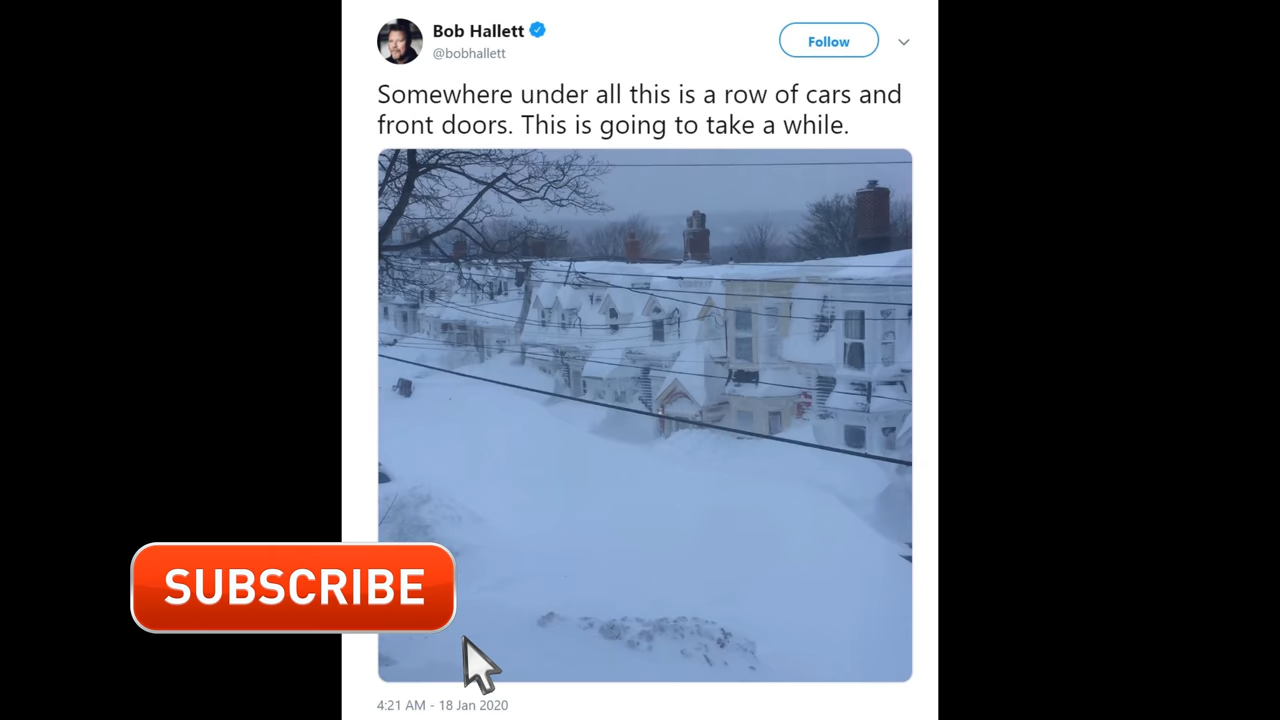 Bob Hallett
@bobhallett
Follow
Somewhere under all this is a row of cars and
front doors. This is going to take a while.
SUBSCRIBE
4:21 AM - 18 Jan 2020